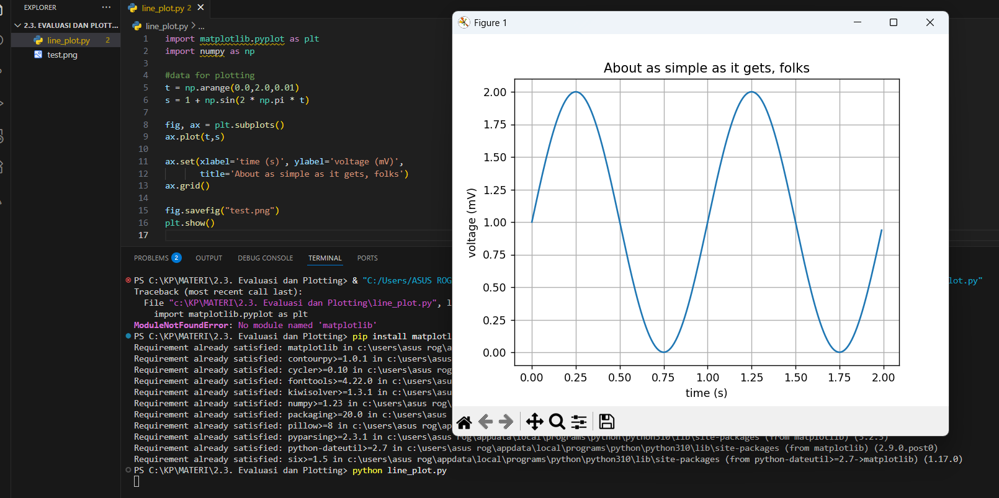 EXPLORER
2.3. EVALUASI DAN PLOTT...
line_plot.py 2
test.png
line_plot.py 2
line_plot.py > ...
1 import matplotlib.pyplot as plt
2 import numpy as np
3
4 #data for plotting
5 t = np.arange(0.0,2.0,0.01)
6 s = 1 + np.sin(2 * np.pi * t)
7
8 fig, ax = plt.subplots()
9 ax.plot(t,s)
10
11 ax.set(xlabel='time (s)', ylabel='voltage (mV)',
12 title='About as simple as it gets, folks')
13 ax.grid()
14
15 fig.savefig("test.png")
16 plt.show()
17
PROBLEMS 2 OUTPUT DEBUG CONSOLE TERMINAL PORTS
PS C:\KP\MATERI\2.3. Evaluasi dan Plotting> & "C:/Users/ASUS ROG lot.py"
Traceback (most recent call last):
File "c:\KP\MATERI\2.3. Evaluasi dan Plotting\line_plot.py", l
import matplotlib.pyplot as plt
ModuleNotFoundError: No module named 'matplotlib'
PS C:\KP\MATERI\2.3. Evaluasi dan Plotting> pip install matplotl
Requirement already satisfied: matplotlib in c:\users\asus rog\a
Requirement already satisfied: contourpy>=1.0.1 in c:\users\asus
Requirement already satisfied: cycler>=0.10 in c:\users\asus rog
Requirement already satisfied: fonttools>=4.22.0 in c:\users\asu
Requirement already satisfied: kiwisolver>=1.3.1 in c:\users\asu
Requirement already satisfied: numpy>=1.23 in c:\users\asus rog\
Requirement already satisfied: packaging>=20.0 in c:\users\asus
Requirement already satisfied: pillow>=8 in c:\users\asus rog\ap
Requirement already satisfied: pyparsing>=2.3.1 in c:\users\asus rog\appdata\local\programs\python\python310\lib\site-packages (from matplotlib) (3.2.5)
Requirement already satisfied: python-dateutil>=2.7 in c:\users\asus rog\appdata\local\programs\python\python310\lib\site-packages (from matplotlib) (2.9.0.post0)
Requirement already satisfied: six>=1.5 in c:\users\asus rog\appdata\local\programs\python\python310\lib\site-packages (from python-dateutil>=2.7->matplotlib) (1.17.0)
PS C:\KP\MATERI\2.3. Evaluasi dan Plotting> python line_plot.py
Figure 1
About as simple as it gets, folks
2.00
1.75
1.50
1.25
1.00
0.75
0.50
0.25
0.00
voltage (mV)
0.00 0.25 0.50 0.75 1.00 1.25 1.50 1.75 2.00
time (s)